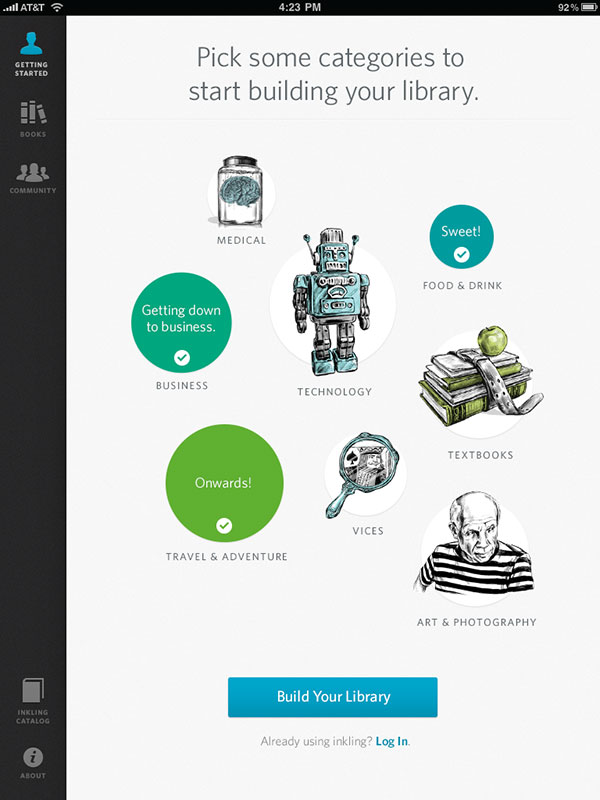 AT&T
4:23 PM
92%
GETTING
STARTED
BOOKS
COMMUNITY
INKLING
CATALOG
i
ABOUT
Pick some categories to
start building your library.
MEDICAL
Sweet!
FOOD & DRINK
Getting down
to business.
BUSINESS
TECHNOLOGY
TEXTBOOKS
Onwards!
TRAVEL & ADVENTURE
VICES
ART & PHOTOGRAPHY
Build Your Library
Already using inkling? Log In.